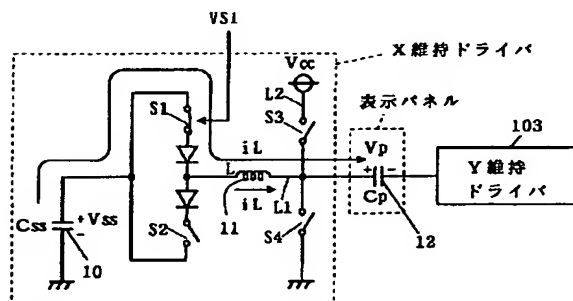 VS1
X維持ドライバ
Vcc
L2
S1
S3
表示パネル
iL
Vp
103
L
+ -
Y維持
ドライバ
Css
+
Vss
-
iL
L1
Cp
11
S2
S4
12
10